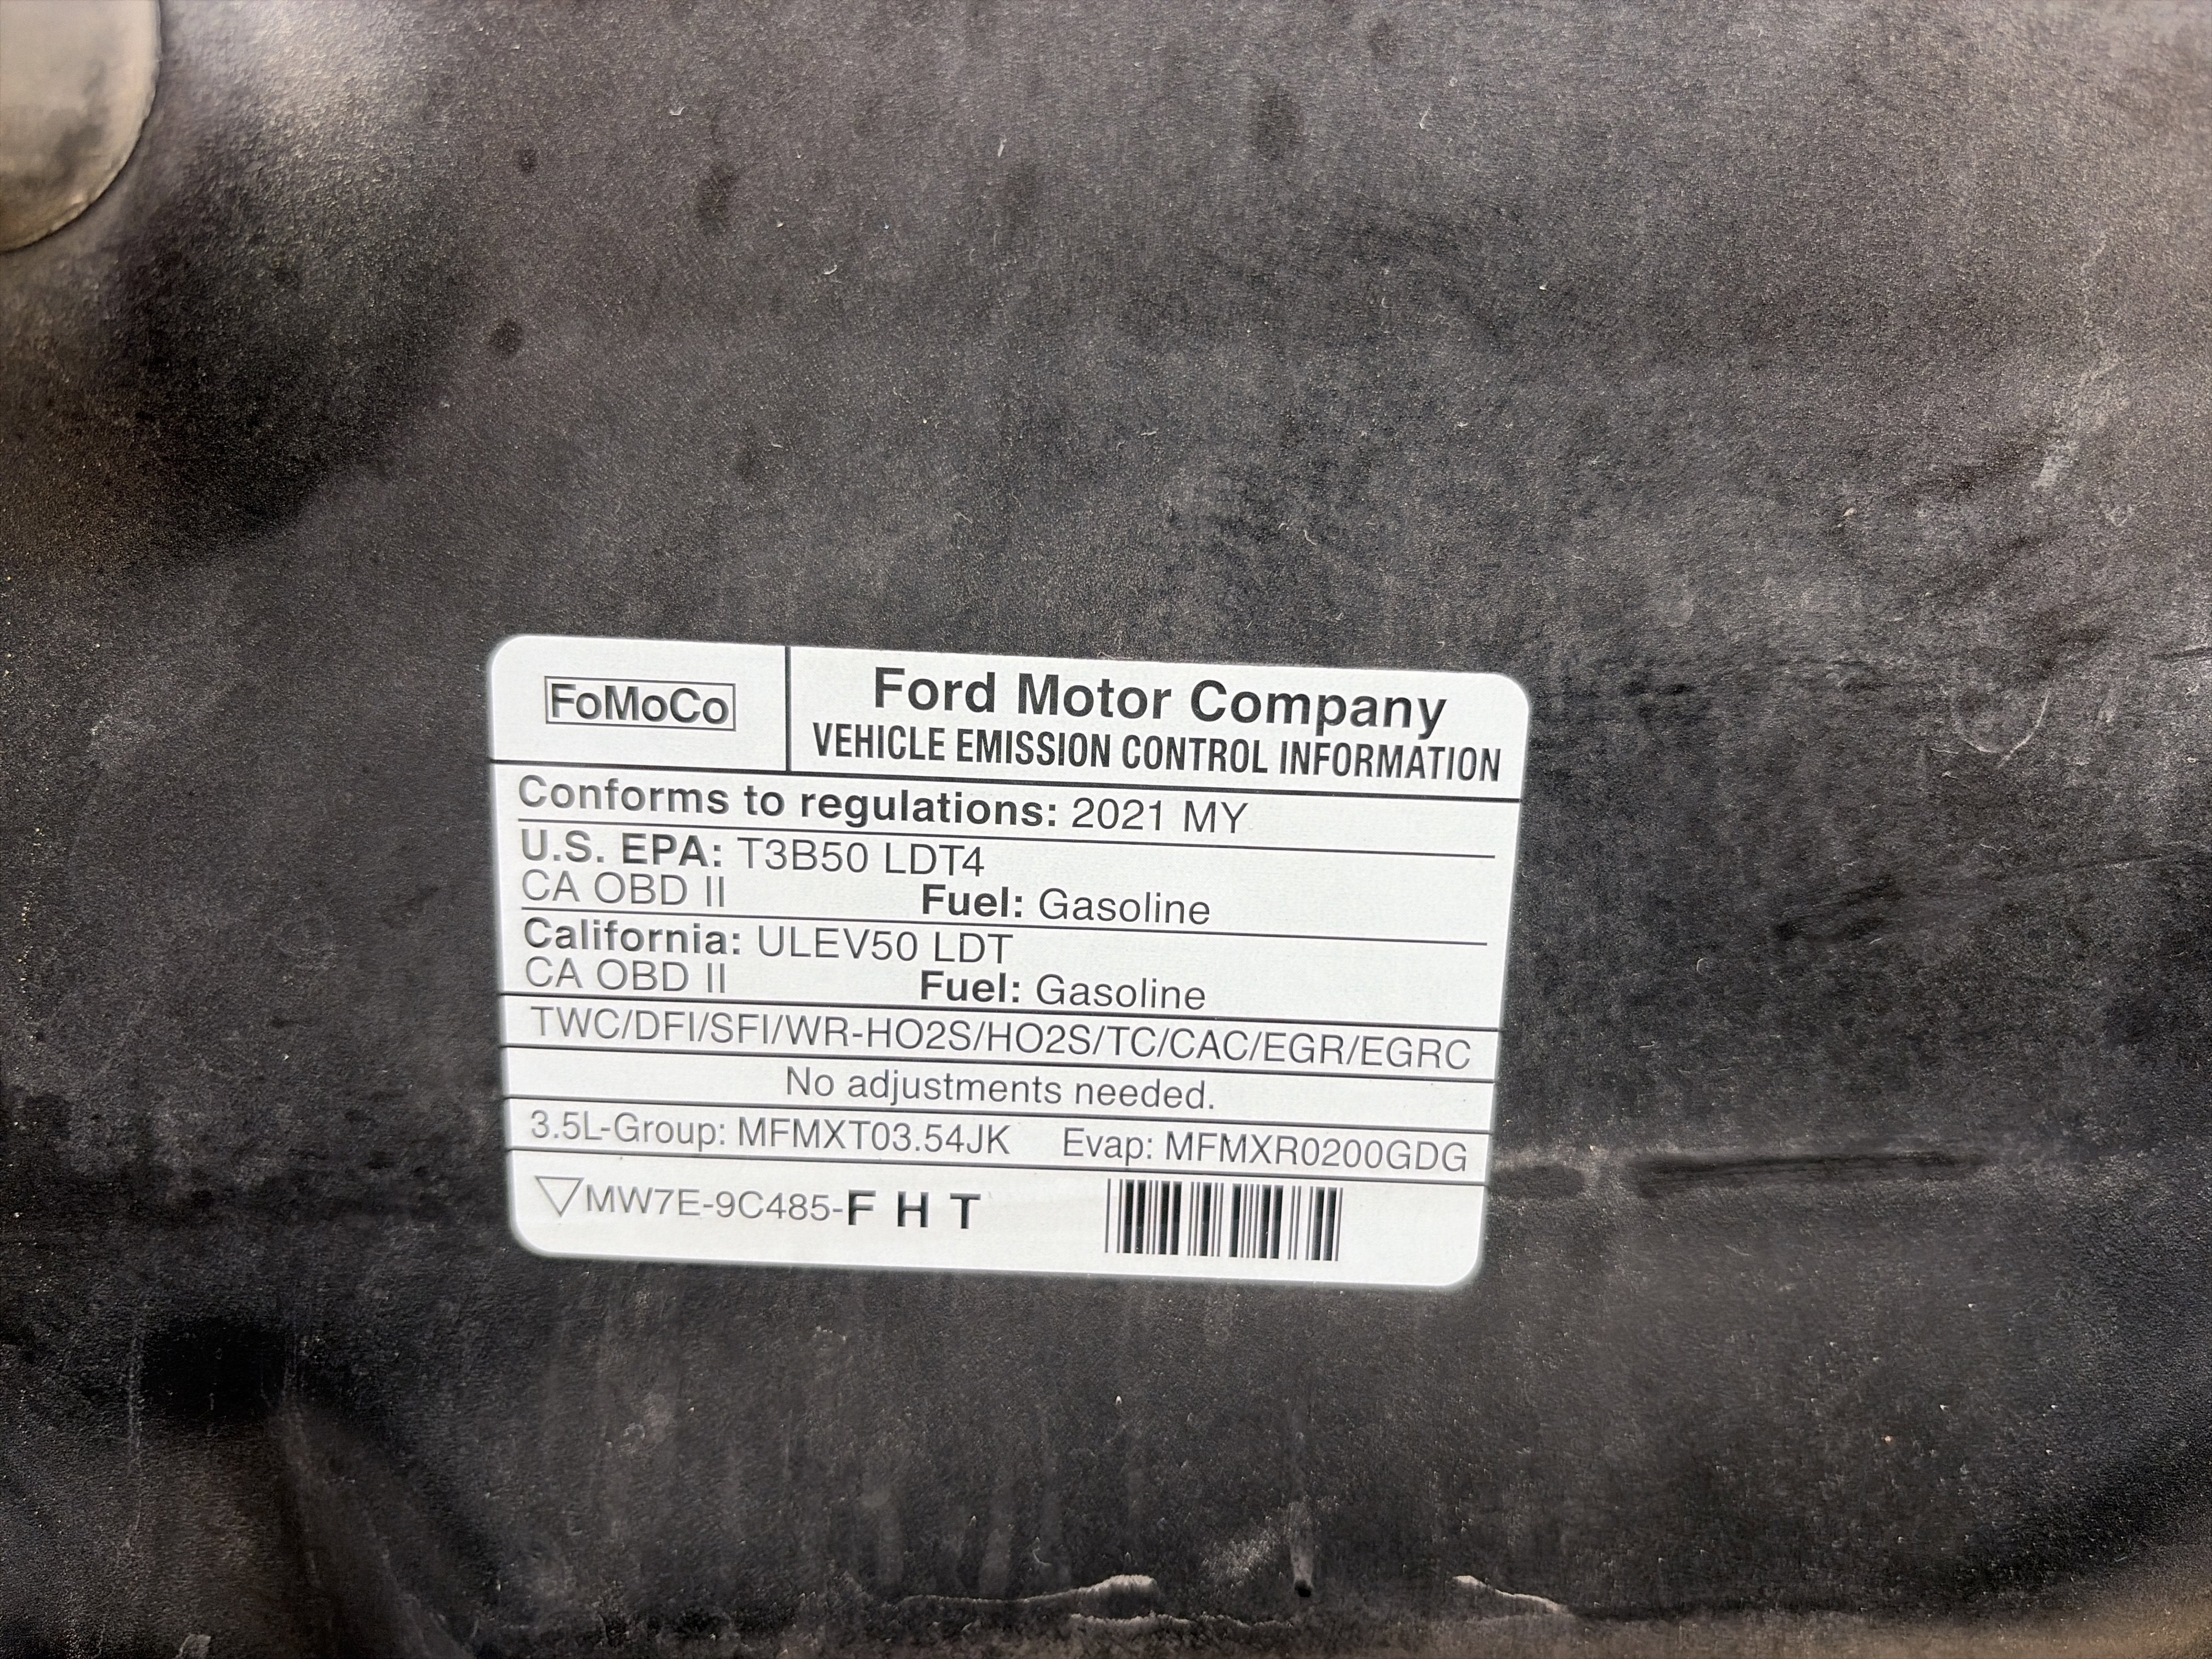 FoMoCo
Ford Motor Company
VEHICLE EMISSION CONTROL INFORMATION
Conforms to regulations: 2021 MY
U.S. EPA: T3B50 LDT4
CA OBD II Fuel: Gasoline
California: ULEV50 LDT
CA OBD II Fuel: Gasoline
TWC/DFI/SFI/WR-HO2S/HO2S/TC/CAC/EGR/EGRC
No adjustments needed.
3.5L-Group: MFMXT03.54JK Evap: MFMXR0200GDG
▽MW7E-9C485-F H T